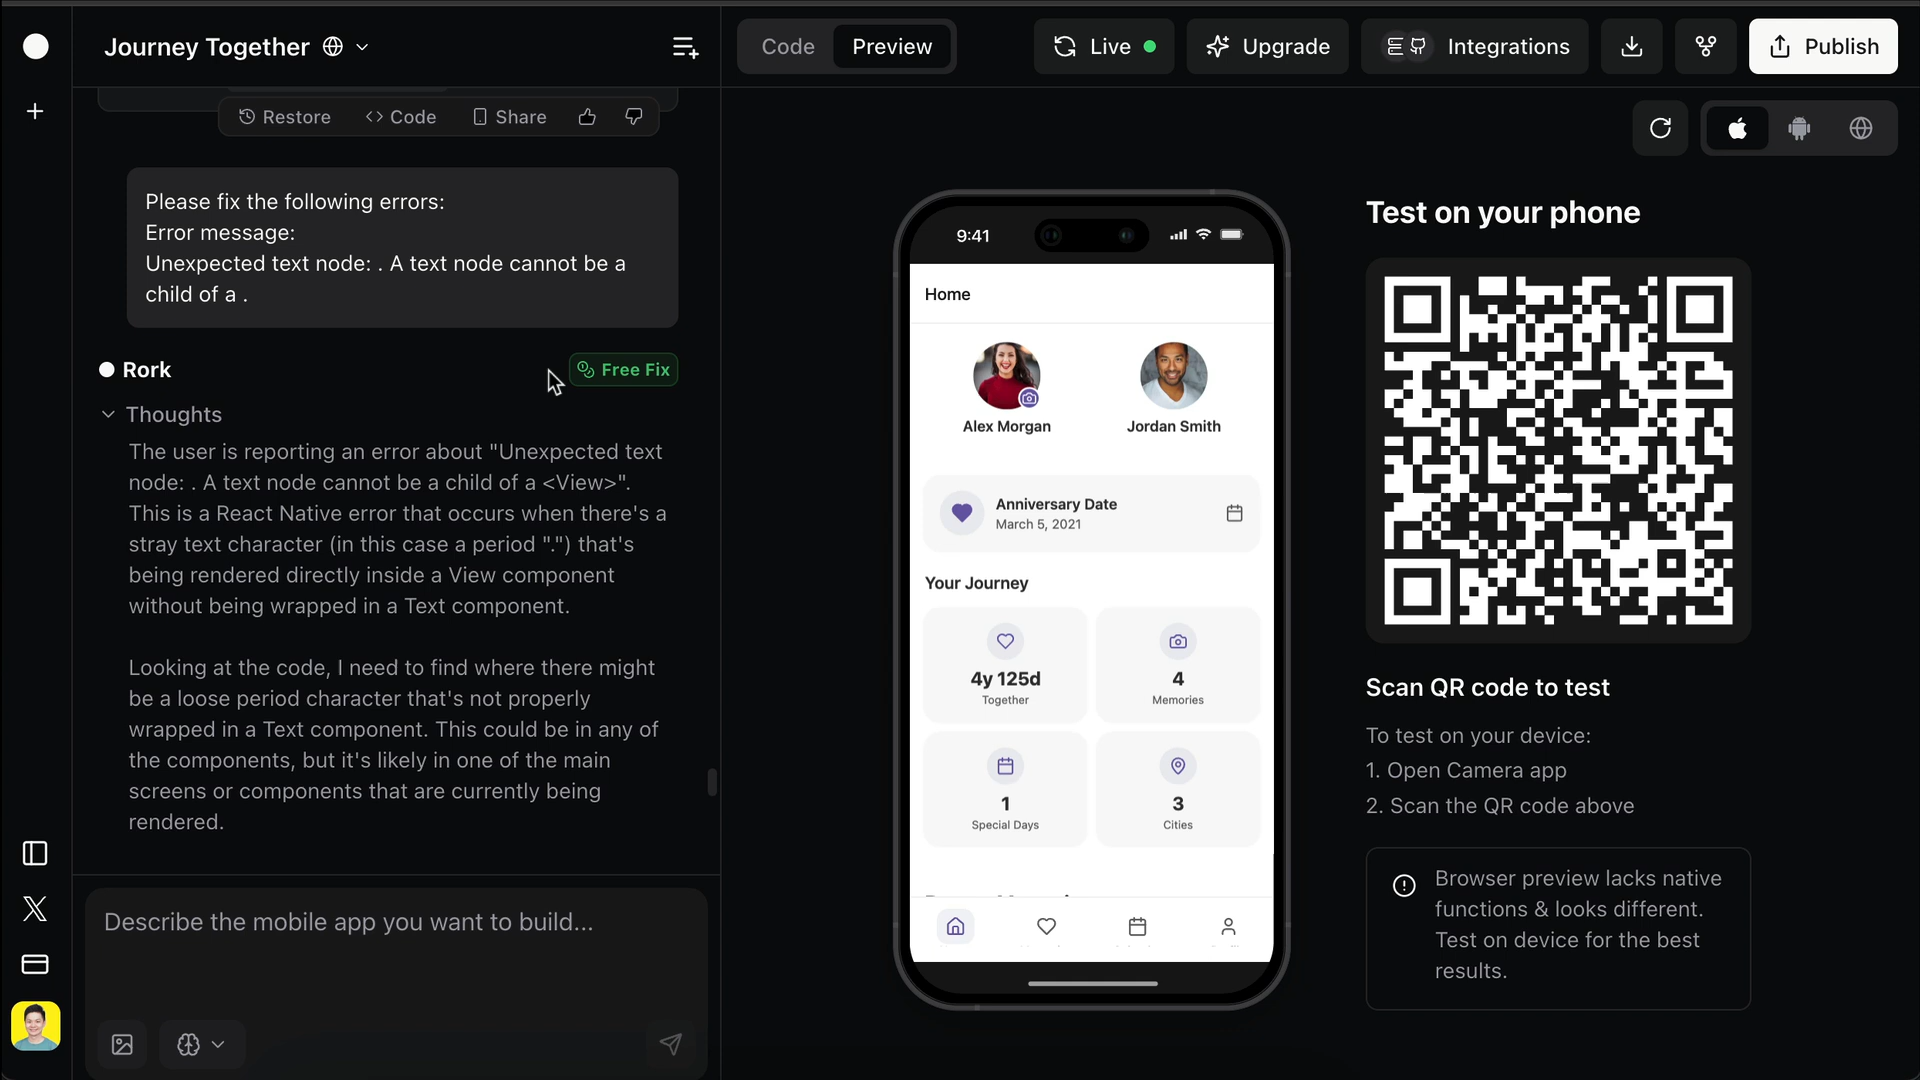 Journey Together
Code
Preview
Live
Upgrade
Integrations
Publish
Restore
Code
Share
Please fix the following errors:
Error message:
Unexpected text node: . A text node cannot be a
child of a .
Rork
Free Fix
Thoughts
The user is reporting an error about "Unexpected text
node: . A text node cannot be a child of a <View>".
This is a React Native error that occurs when there's a
stray text character (in this case a period ".") that's
being rendered directly inside a View component
without being wrapped in a Text component.
Looking at the code, I need to find where there might
be a loose period character that's not properly
wrapped in a Text component. This could be in any of
the components, but it's likely in one of the main
screens or components that are currently being
rendered.
Describe the mobile app you want to build...
9:41
Home
Alex Morgan
Jordan Smith
Anniversary Date
March 5, 2021
Your Journey
4y 125d
Together
4
Memories
1
Special Days
3
Cities
Test on your phone
Scan QR code to test
To test on your device:
1. Open Camera app
2. Scan the QR code above
Browser preview lacks native
functions & looks different.
Test on device for the best
results.